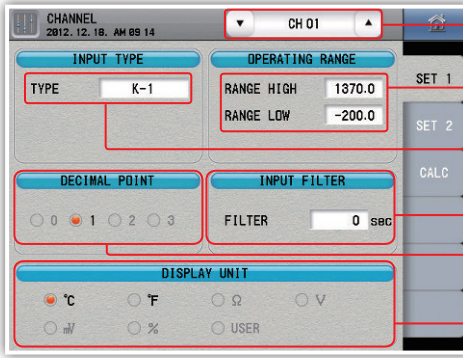 CHANNEL
2012. 12. 18. AM 09 14
▼ CH 01 ▲
INPUT TYPE
TYPE K-1
OPERATING RANGE
RANGE HIGH 1370.0
RANGE LOW -200.0
SET 1
SET 2
CALC
DECIMAL POINT
0 1 2 3
INPUT FILTER
FILTER 0 sec
DISPLAY UNIT
℃ ℉ Ω V
mV % USER